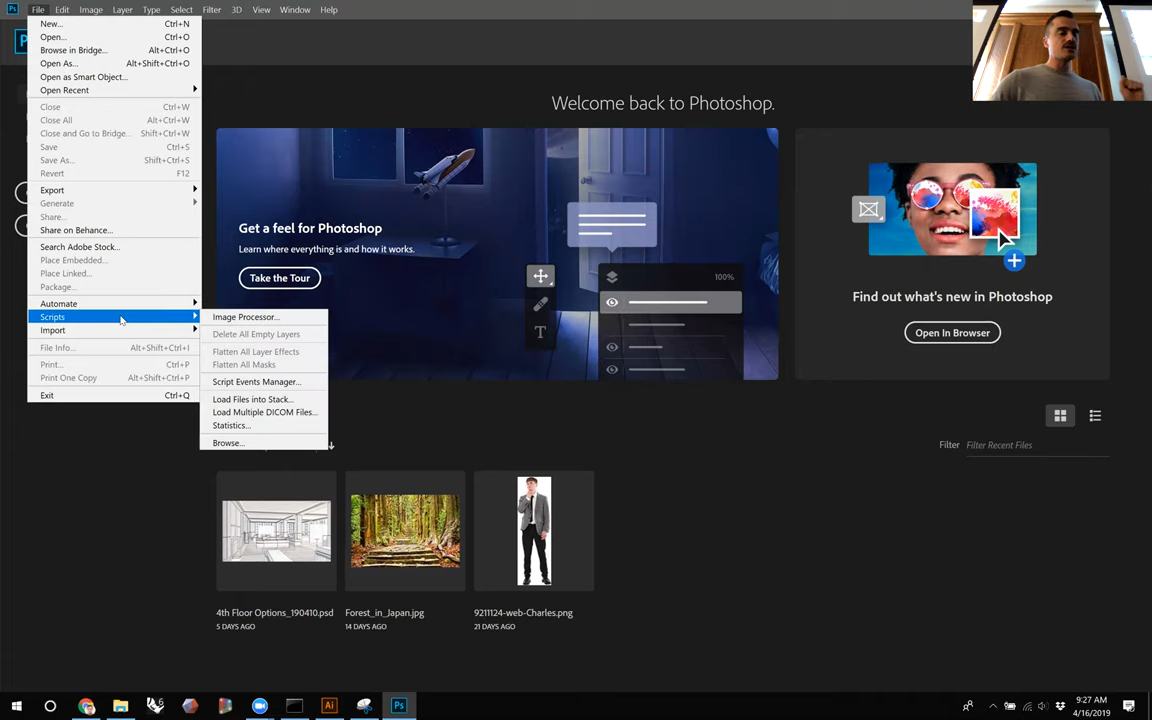 Ps File Edit Image Layer Type Select Filter 3D View Window Help
New... Ctrl+N
Open... Ctrl+O
Browse in Bridge... Alt+Ctrl+O
Open As... Alt+Shift+Ctrl+O
Open as Smart Object...
Open Recent
Close Ctrl+W
Close All Alt+Ctrl+W
Close and Go to Bridge... Shift+Ctrl+W
Save Ctrl+S
Save As... Shift+Ctrl+S
Revert F12
Export
Generate
Share...
Share on Behance...
Search Adobe Stock...
Place Embedded...
Place Linked...
Package...
Automate
Scripts
Import
File Info... Alt+Shift+Ctrl+I
Print... Ctrl+P
Print One Copy Alt+Shift+Ctrl+P
Exit Ctrl+Q
Image Processor...
Delete All Empty Layers
Flatten All Layer Effects
Flatten All Masks
Script Events Manager...
Load Files into Stack...
Load Multiple DICOM Files...
Statistics...
Browse...
Welcome back to Photoshop.
Get a feel for Photoshop
Learn where everything is and how it works.
Take the Tour
100%
T
Find out what's new in Photoshop
Open In Browser
Filter Filter Recent Files
4th Floor Options_190410.psd
5 DAYS AGO
Forest_in_Japan.jpg
14 DAYS AGO
9211124-web-Charles.png
21 DAYS AGO
Ai
Ps
9:27 AM
4/16/2019